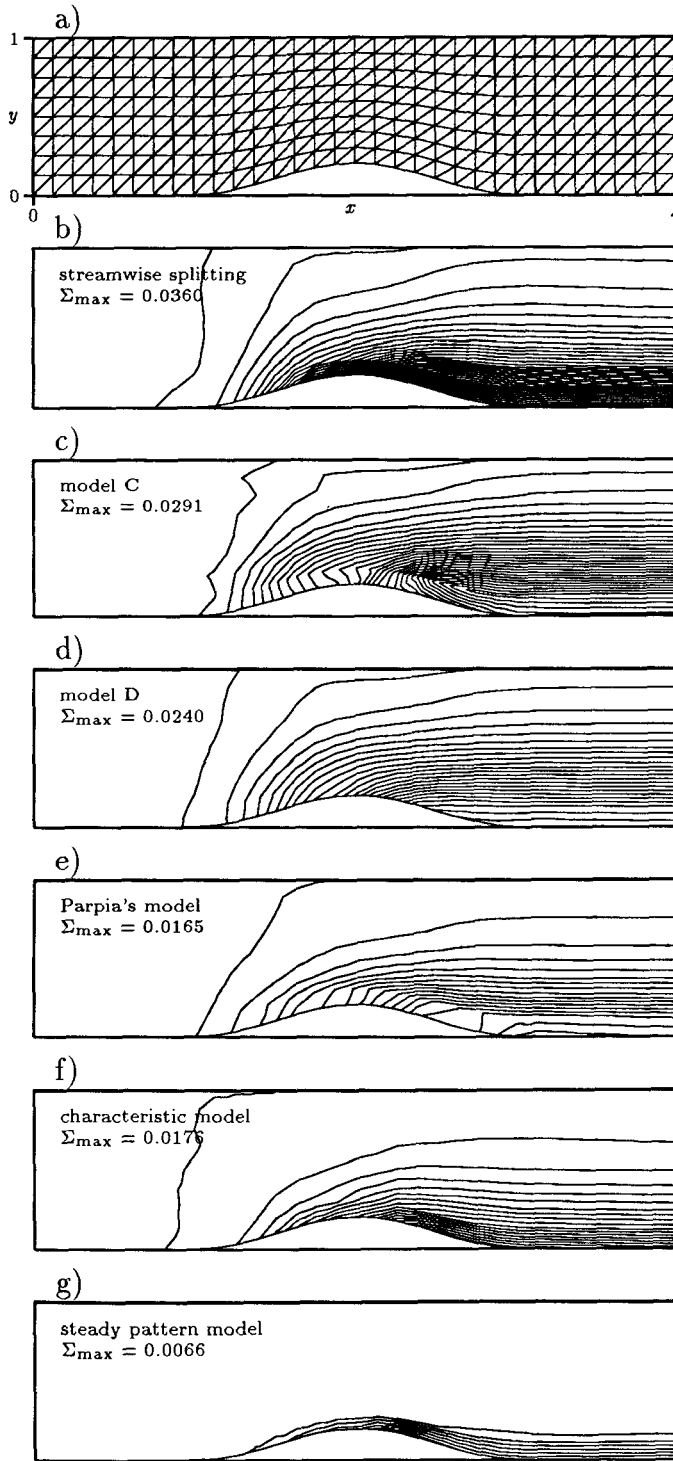 a)
1
y
0
0
x
b)
streamwise splitting
Σmax = 0.0360
c)
model C
Σmax = 0.0291
d)
model D
Σmax = 0.0240
e)
Parpia's model
Σmax = 0.0165
f)
characteristic model
Σmax = 0.0176
g)
steady pattern model
Σmax = 0.0066